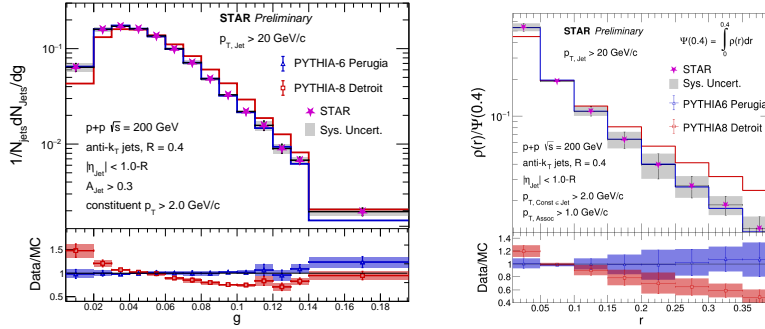 STAR Preliminary
p_T, Jet > 20 GeV/c
PYTHIA-6 Perugia
PYTHIA-8 Detroit
STAR
Sys. Uncert.
p+p √s = 200 GeV
anti-k_T jets, R = 0.4
|η_Jet| < 1.0-R
A_Jet > 0.3
constituent p_T > 2.0 GeV/c
1/N_jets dN_Jets/dg
10⁻¹
10⁻²
Data/MC
1.5
1
0.5
0.02 0.04 0.06 0.08 0.1 0.12 0.14 0.16 0.18
g
STAR Preliminary
p_T, Jet > 20 GeV/c
Ψ(0.4) = ∫₀^0.4 ρ(r)dr
STAR
Sys. Uncert.
PYTHIA6 Perugia
PYTHIA8 Detroit
p+p √s = 200 GeV
anti-k_T jets, R = 0.4
|η_Jet| < 1.0-R
p_T, Const ∈ Jet > 2.0 GeV/c
p_T, Assoc > 1.0 GeV/c
ρ(r)/Ψ(0.4)
10⁻¹
Data/MC
1.4
1.2
1
0.8
0.6
0.4
0.05 0.1 0.15 0.2 0.25 0.3 0.35
r